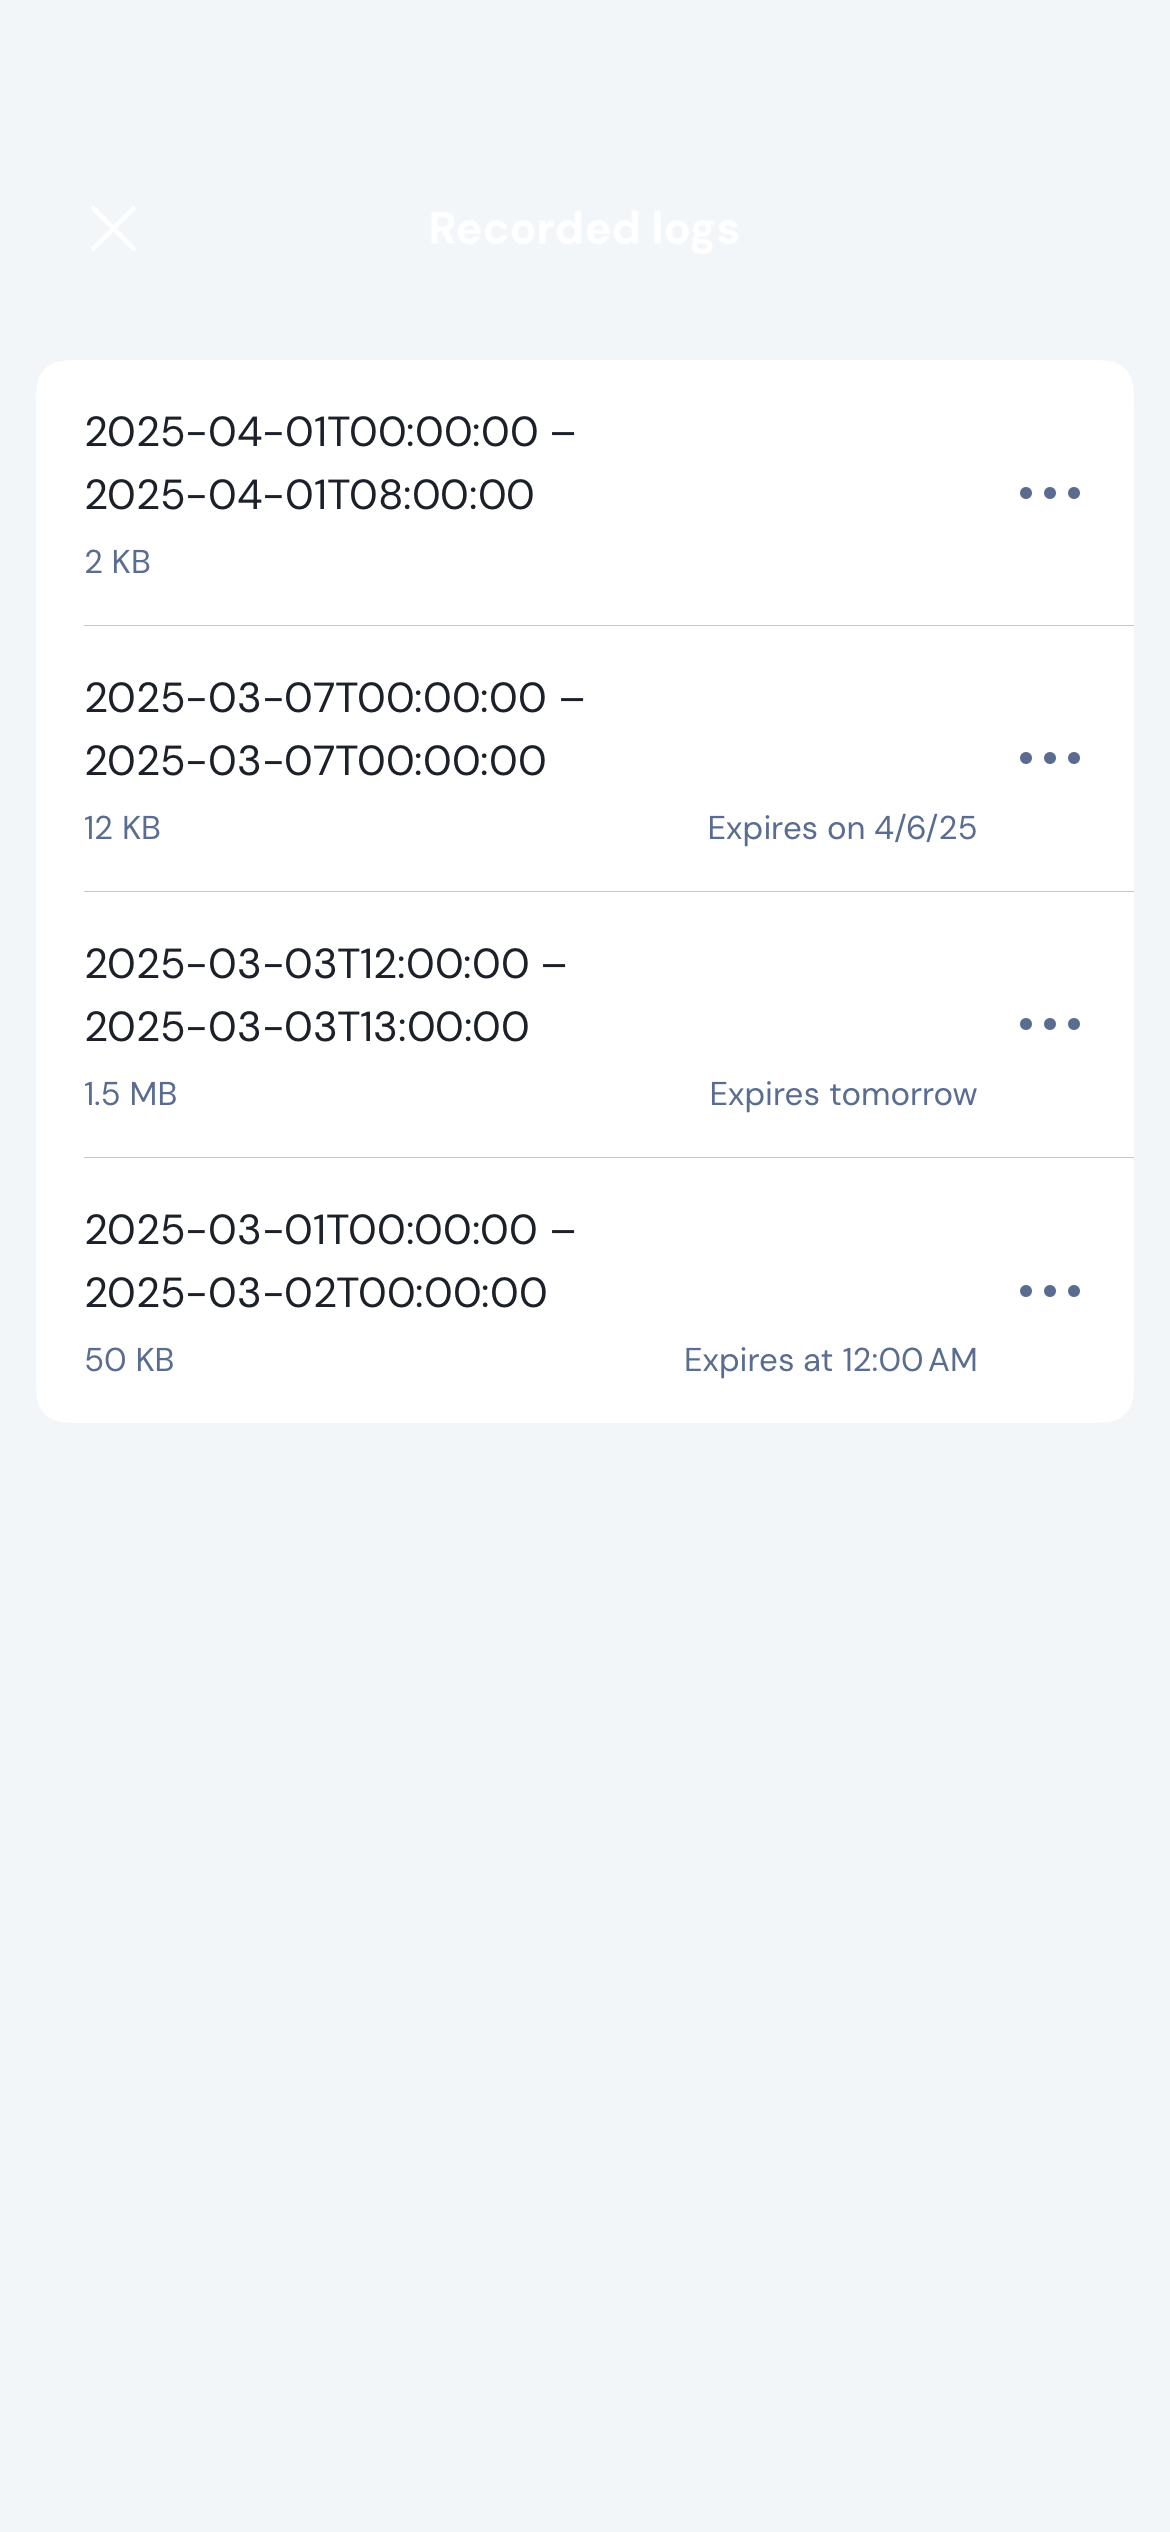 Recorded logs
2025-04-01T00:00:00 –
2025-04-01T08:00:00
2 KB
2025-03-07T00:00:00 –
2025-03-07T00:00:00
12 KB
Expires on 4/6/25
2025-03-03T12:00:00 –
2025-03-03T13:00:00
1.5 MB
Expires tomorrow
2025-03-01T00:00:00 –
2025-03-02T00:00:00
50 KB
Expires at 12:00 AM